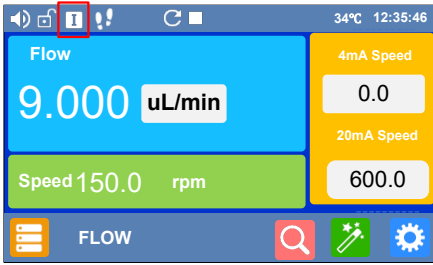 I 34℃ 12:35:46
Flow
9.000 uL/min
4mA Speed
0.0
20mA Speed
600.0
Speed 150.0 rpm
FLOW